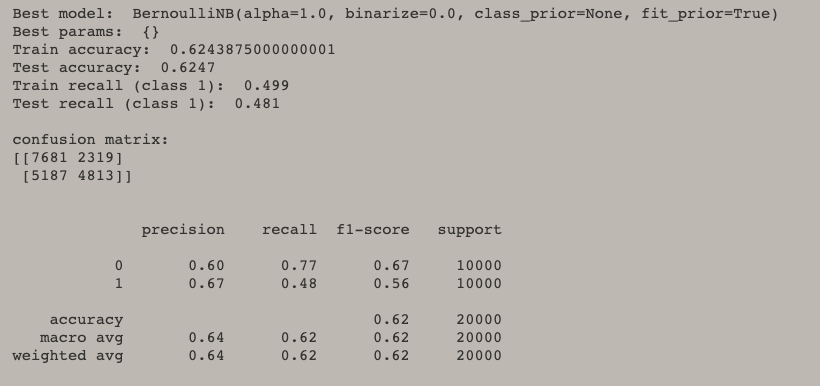 Best model:  BernoulliNB(alpha=1.0, binarize=0.0, class_prior=None, fit_prior=True)
Best params:  {}
Train accuracy:  0.6243875000000001
Test accuracy:  0.6247
Train recall (class 1):  0.499
Test recall (class 1):  0.481
confusion matrix:
[[7681 2319]
 [5187 4813]]
precision    recall  f1-score   support
0       0.60      0.77      0.67     10000
1       0.67      0.48      0.56     10000
accuracy                           0.62     20000
macro avg       0.64      0.62      0.62     20000
weighted avg       0.64      0.62      0.62     20000